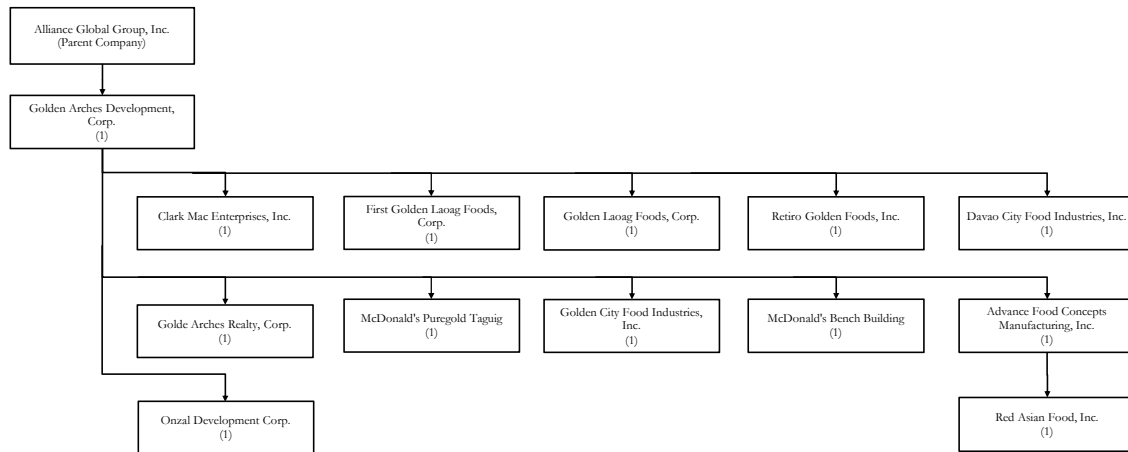 Alliance Global Group, Inc.
(Parent Company)
Golden Arches Development,
Corp.
(1)
Clark Mac Enterprises, Inc.
(1)
First Golden Laoag Foods,
Corp.
(1)
Golden Laoag Foods, Corp.
(1)
Retiro Golden Foods, Inc.
(1)
Davao City Food Industries, Inc.
(1)
Golde Arches Realty, Corp.
(1)
McDonald's Puregold Taguig
(1)
Golden City Food Industries,
Inc.
(1)
McDonald's Bench Building
(1)
Advance Food Concepts
Manufacturing, Inc.
(1)
Onzal Development Corp.
(1)
Red Asian Food, Inc.
(1)